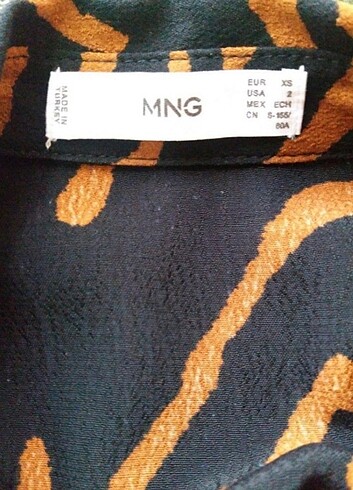 MADE IN
TURKEY
MNG
EUR XS
USA 2
MEX ECH
CN S-155/
80A